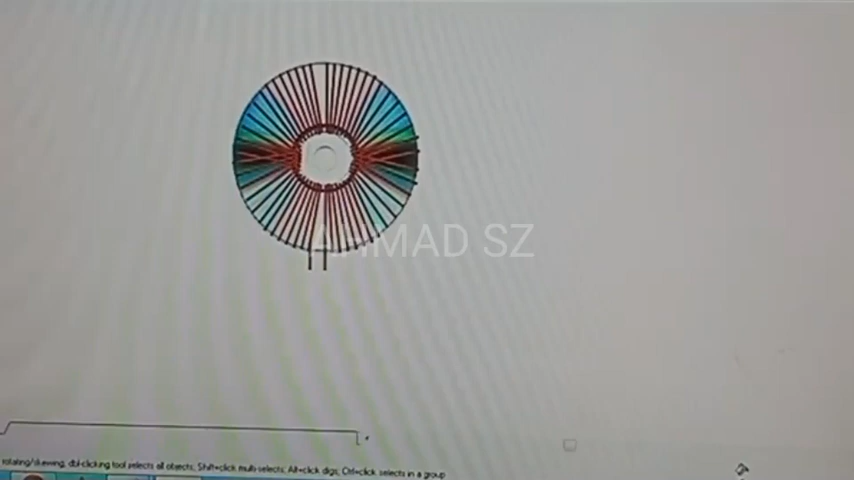 AHMAD SZ
rotating/skewing; dbl-clicking tool selects all objects; Shift+click multi-selects; Alt+click digs; Ctrl+click selects in a group